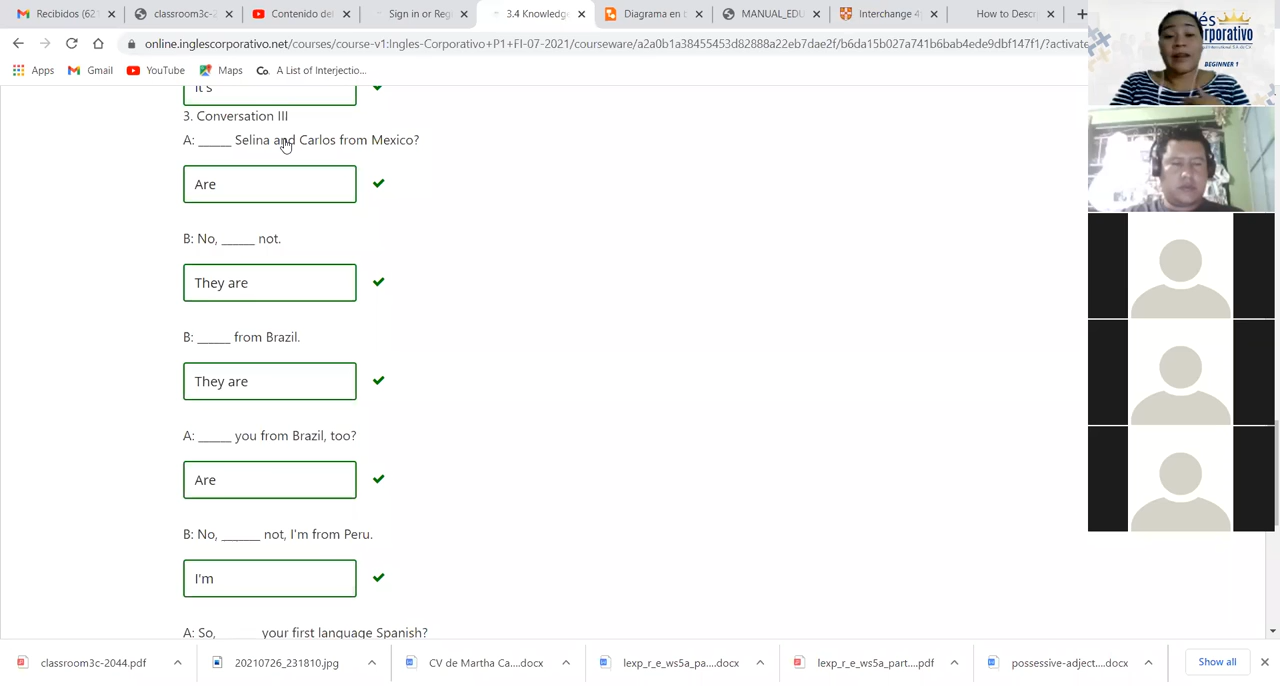 Recibidos (62
classroom3c-2
Contenido de
Sign in or Reg
3.4 Knowledg
Diagrama en t
MANUAL_EDU
Interchange 4
How to Descr
online.inglescorporativo.net/courses/course-v1:Ingles-Corporativo+P1+FI-07-2021/courseware/a2a0b1a38455453d82888a22eb7dae2f/b6da15b027a741b6bab4ede9dbf147f1/?activate
Apps
Gmail
YouTube
Maps
Co.
A List of Interjectio...
It's
3. Conversation III
A: _____ Selina and Carlos from Mexico?
Are
B: No, _____ not.
They are
B: _____ from Brazil.
They are
A: _____ you from Brazil, too?
Are
B: No, ______ not, I'm from Peru.
I'm
A: So, ______ your first language Spanish?
BEGINNER 1
classroom3c-2044.pdf
20210726_231810.jpg
CV de Martha Ca....docx
lexp_r_e_ws5a_pa....docx
lexp_r_e_ws5a_part....pdf
possessive-adject....docx
Show all